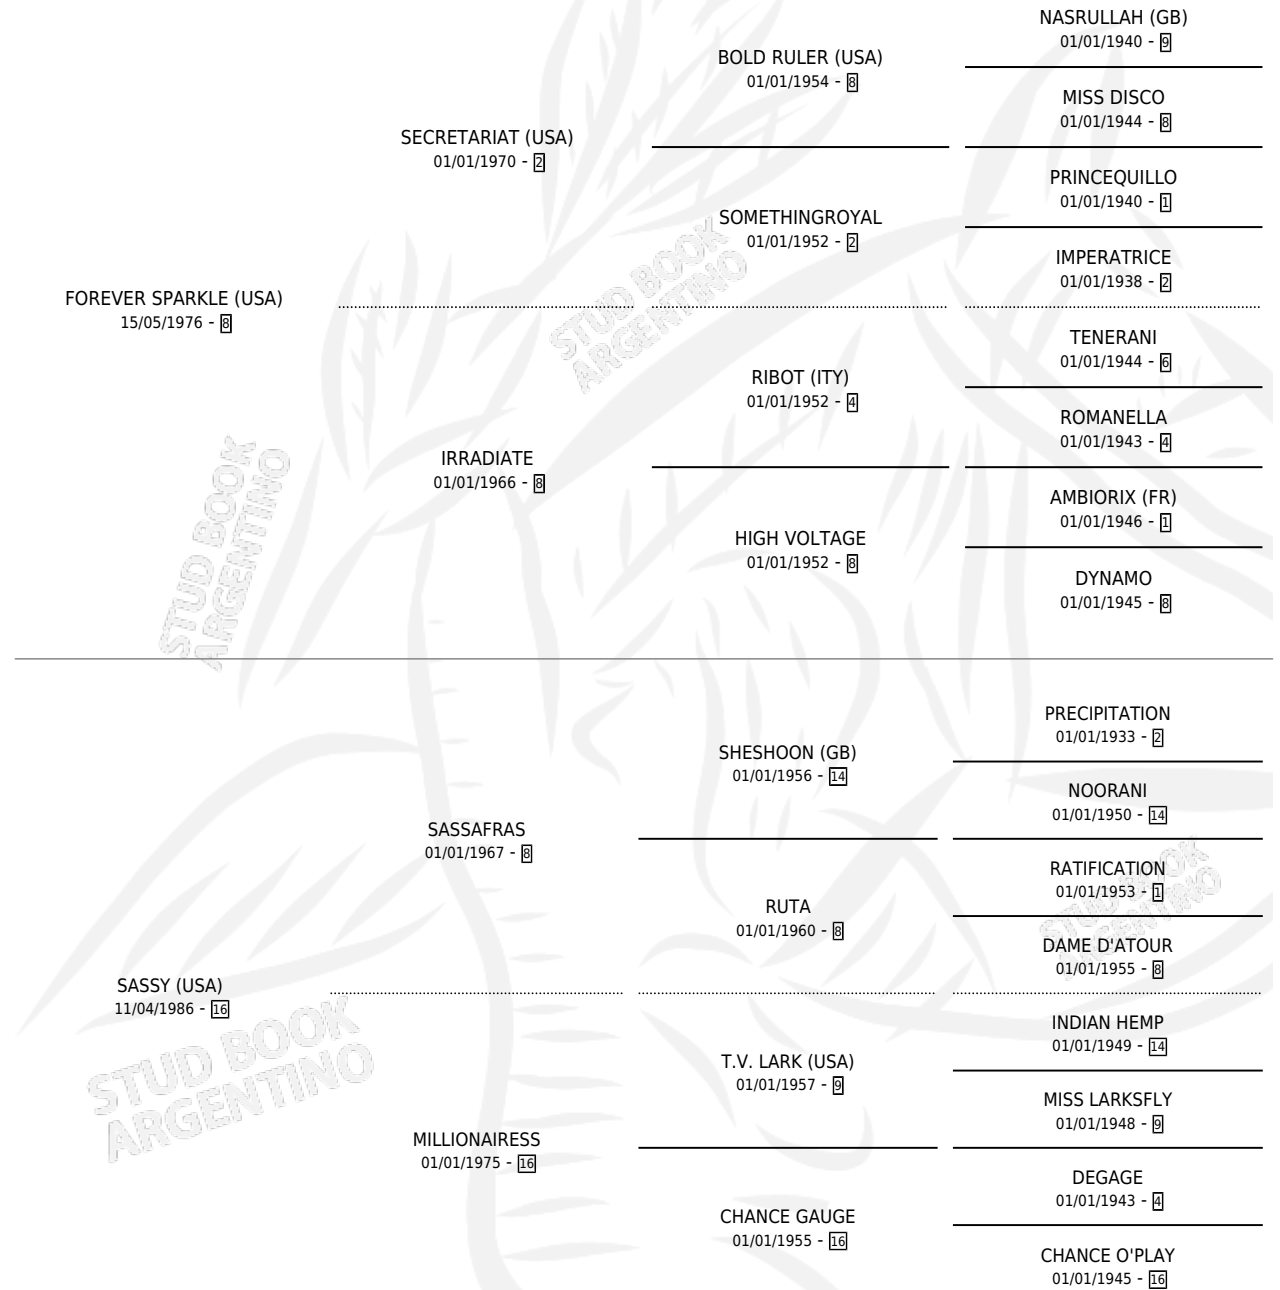 NASRULLAH (GB)
01/01/1940 - 9
BOLD RULER (USA)
01/01/1954 - 8
MISS DISCO
01/01/1944 - 8
SECRETARIAT (USA)
01/01/1970 - 2
PRINCEQUILLO
01/01/1940 - 1
SOMETHINGROYAL
01/01/1952 - 2
IMPERATRICE
01/01/1938 - 2
FOREVER SPARKLE (USA)
15/05/1976 - 8
TENERANI
01/01/1944 - 6
RIBOT (ITY)
01/01/1952 - 4
ROMANELLA
01/01/1943 - 4
IRRADIATE
01/01/1966 - 8
AMBIORIX (FR)
01/01/1946 - 1
HIGH VOLTAGE
01/01/1952 - 8
DYNAMO
01/01/1945 - 8
PRECIPITATION
01/01/1933 - 2
SHESHOON (GB)
01/01/1956 - 14
NOORANI
01/01/1950 - 14
SASSAFRAS
01/01/1967 - 8
RATIFICATION
01/01/1953 - 1
RUTA
01/01/1960 - 8
DAME D'ATOUR
01/01/1955 - 8
SASSY (USA)
11/04/1986 - 16
INDIAN HEMP
01/01/1949 - 14
T.V. LARK (USA)
01/01/1957 - 9
MISS LARKSFLY
01/01/1948 - 9
MILLIONAIRESS
01/01/1975 - 16
DEGAGE
01/01/1943 - 4
CHANCE GAUGE
01/01/1955 - 16
CHANCE O'PLAY
01/01/1945 - 16
STUD BOOK
ARGENTINO
STUD BOOK
ARGENTINO
STUD BOOK
ARGENTINO
STUD BOOK
ARGENTINO